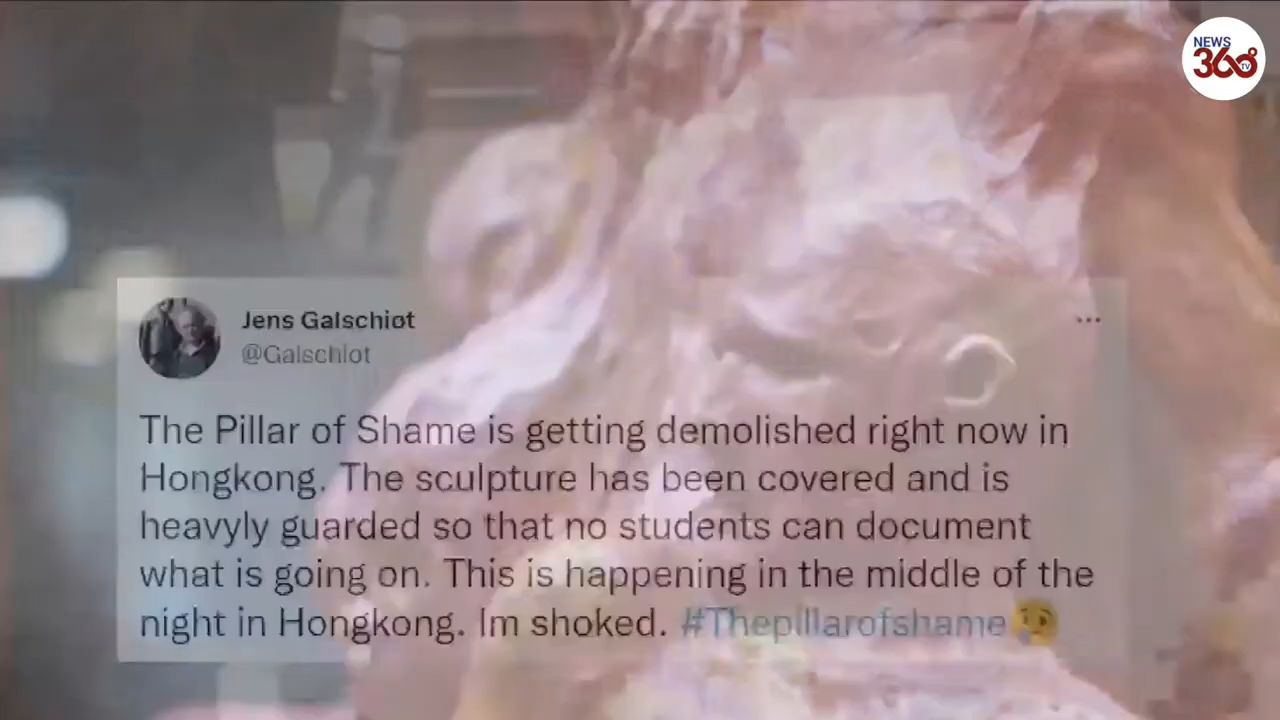 NEWS
360°
TV
Jens Galschiøt
@Galschiot
...
The Pillar of Shame is getting demolished right now in
Hongkong. The sculpture has been covered and is
heavyly guarded so that no students can document
what is going on. This is happening in the middle of the
night in Hongkong. Im shoked. #Thepillarofshame